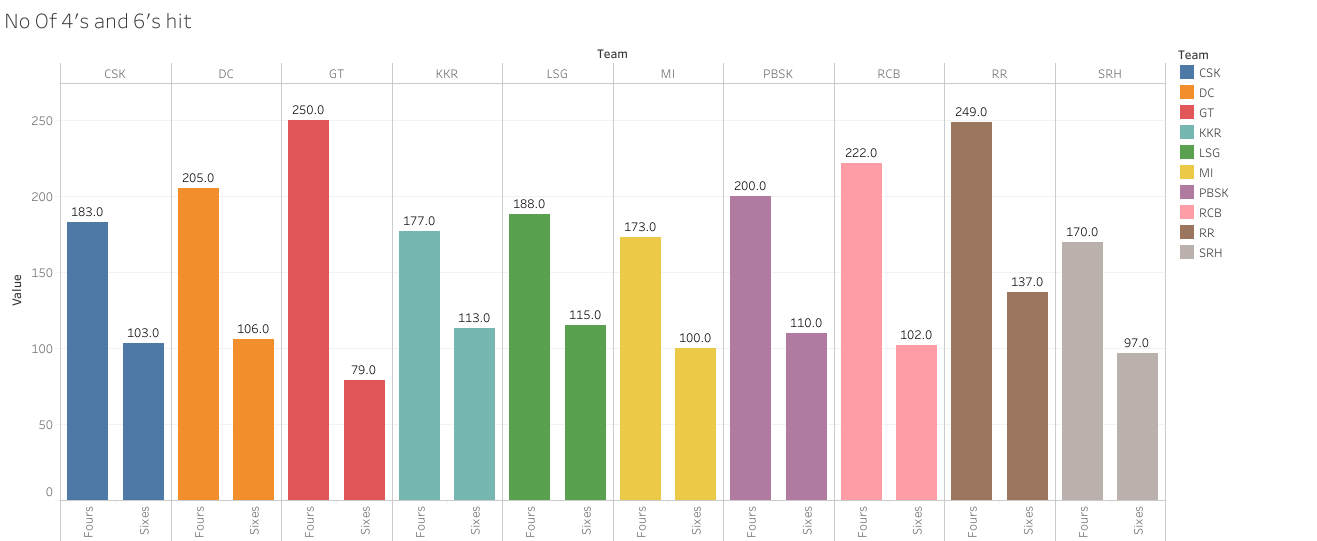 No Of 4's and 6's hit
Team
CSK DC GT KKR LSG MI PBSK RCB RR SRH
Value
250
200
150
100
50
0
183.0 103.0 205.0 106.0 250.0 79.0 177.0 113.0 188.0 115.0 173.0 100.0 200.0 110.0 222.0 102.0 249.0 137.0 170.0 97.0
Fours Sixes Fours Sixes Fours Sixes Fours Sixes Fours Sixes Fours Sixes Fours Sixes Fours Sixes Fours Sixes Fours Sixes
Team
CSK
DC
GT
KKR
LSG
MI
PBSK
RCB
RR
SRH